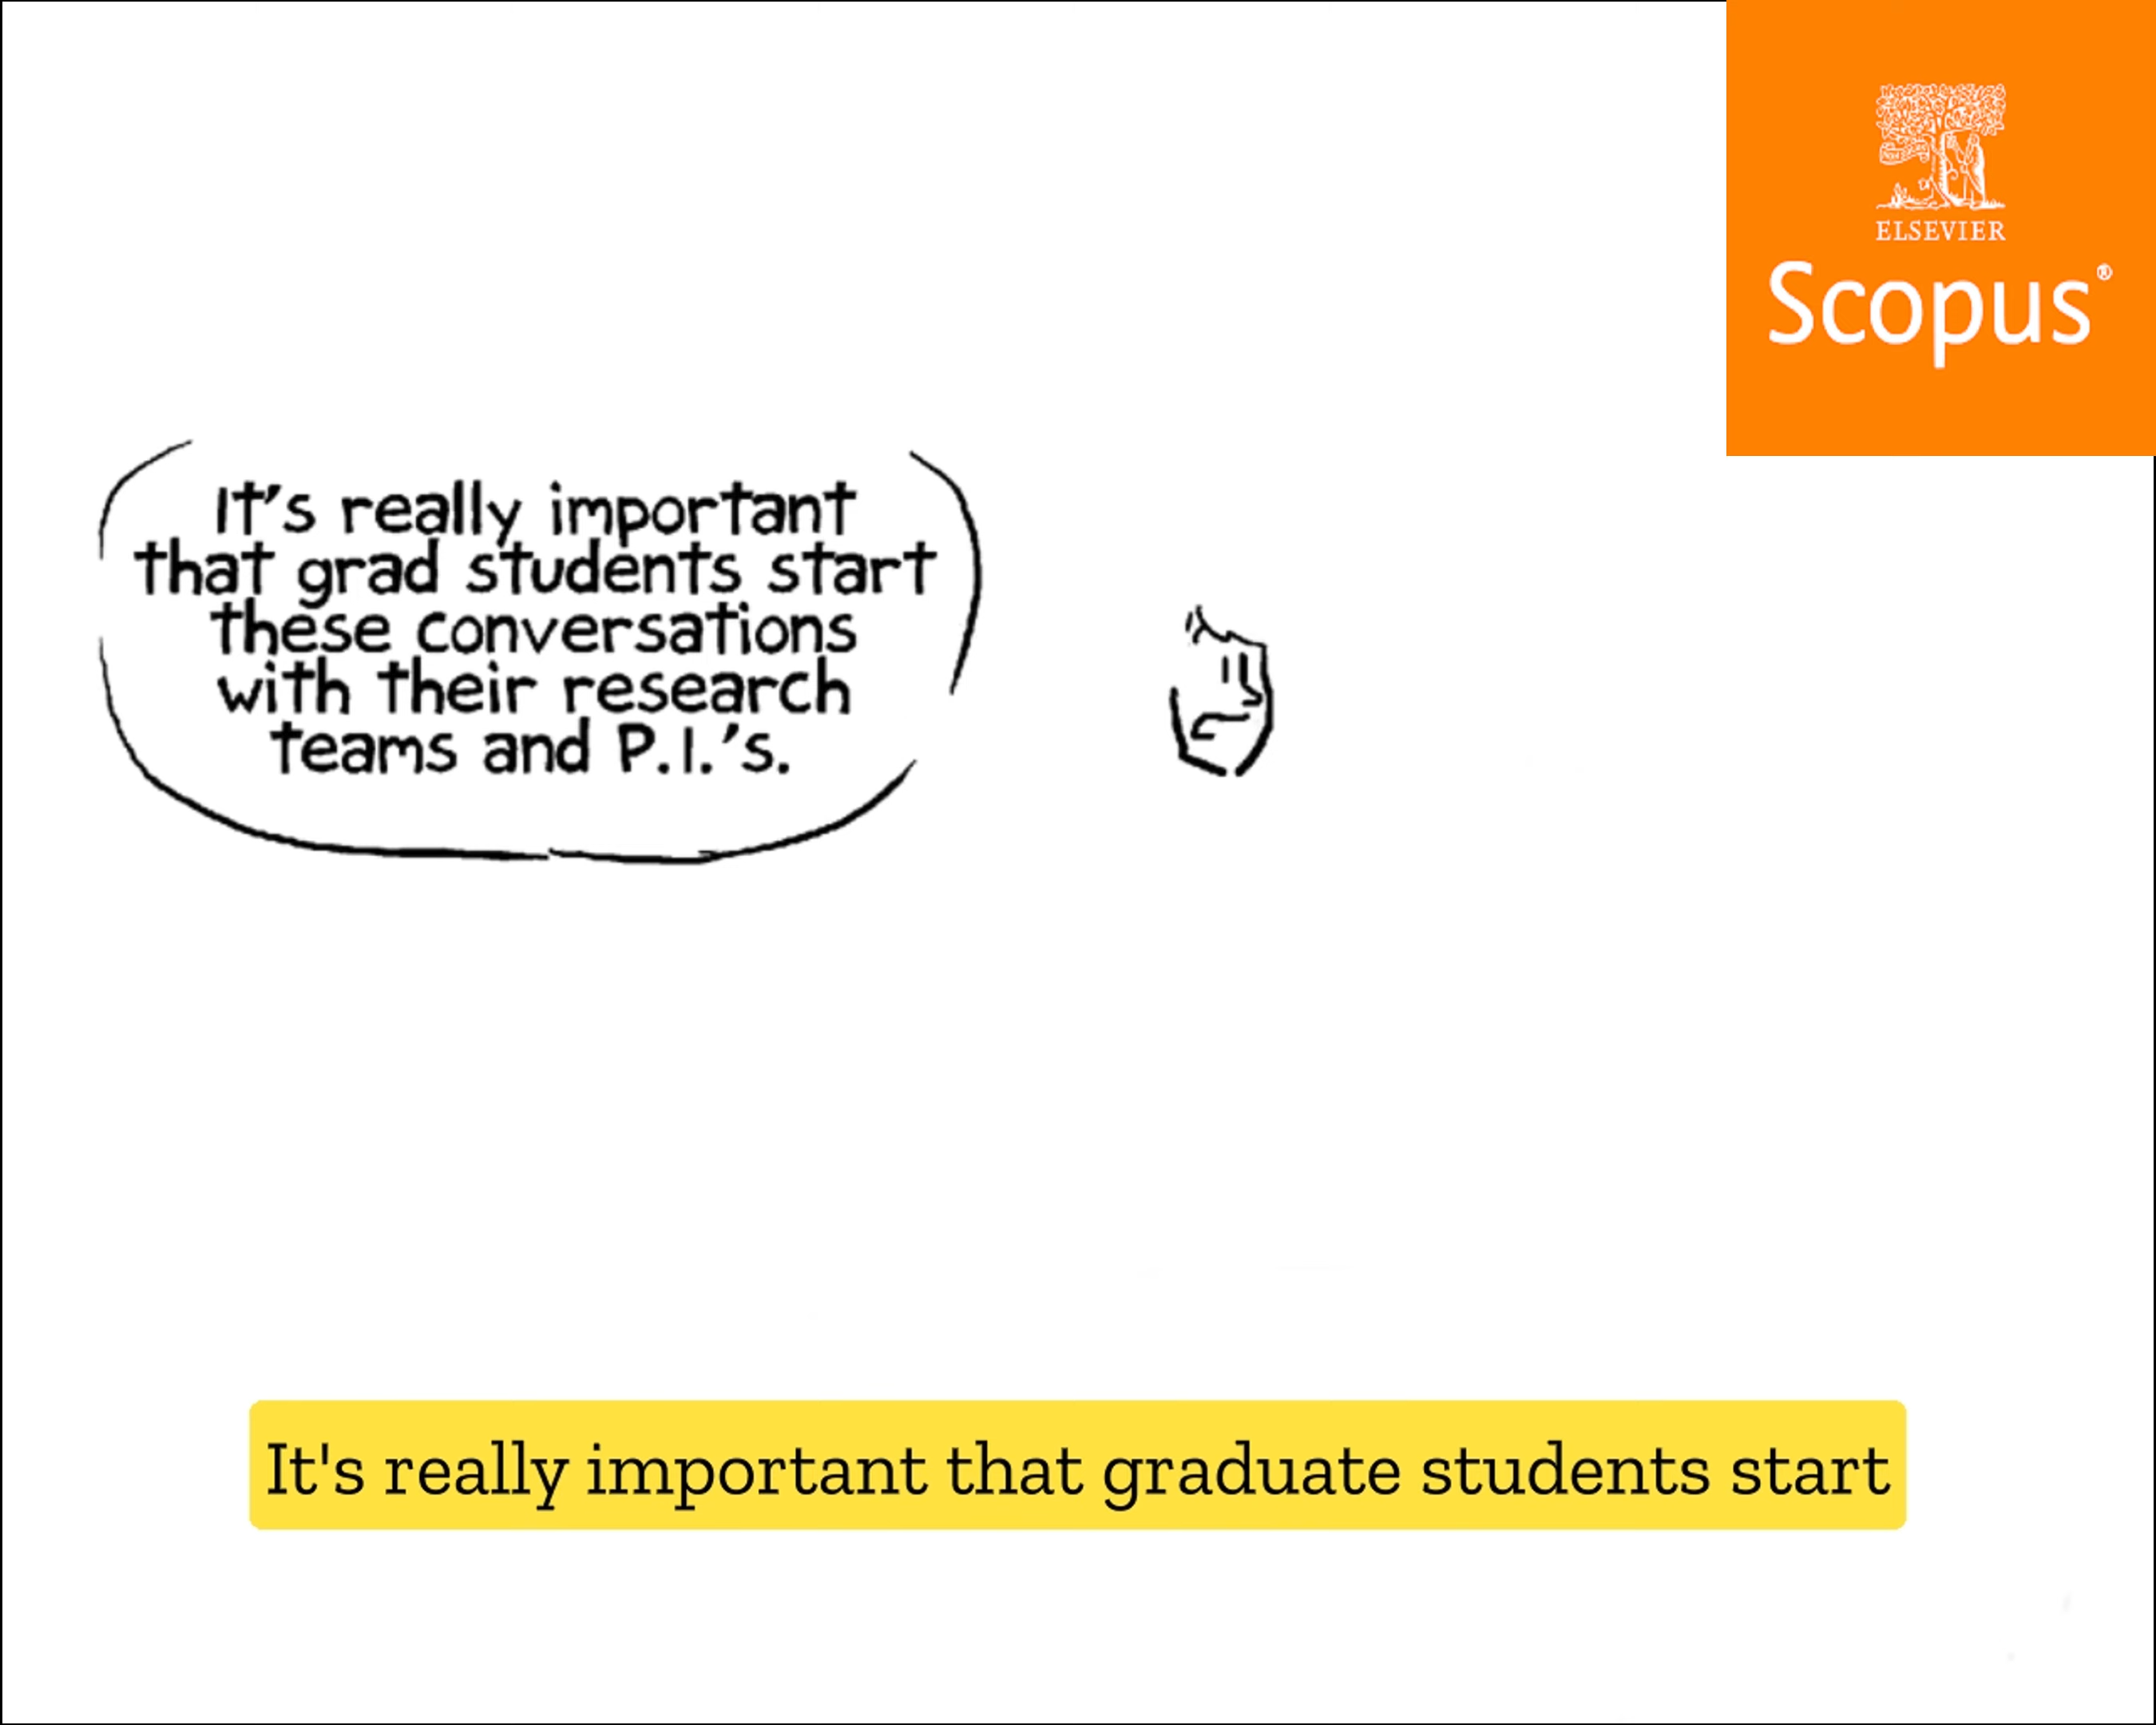 ELSEVIER
Scopus®
It's really important
that grad students start
these conversations
with their research
teams and P.I.'s.
It's really important that graduate students start